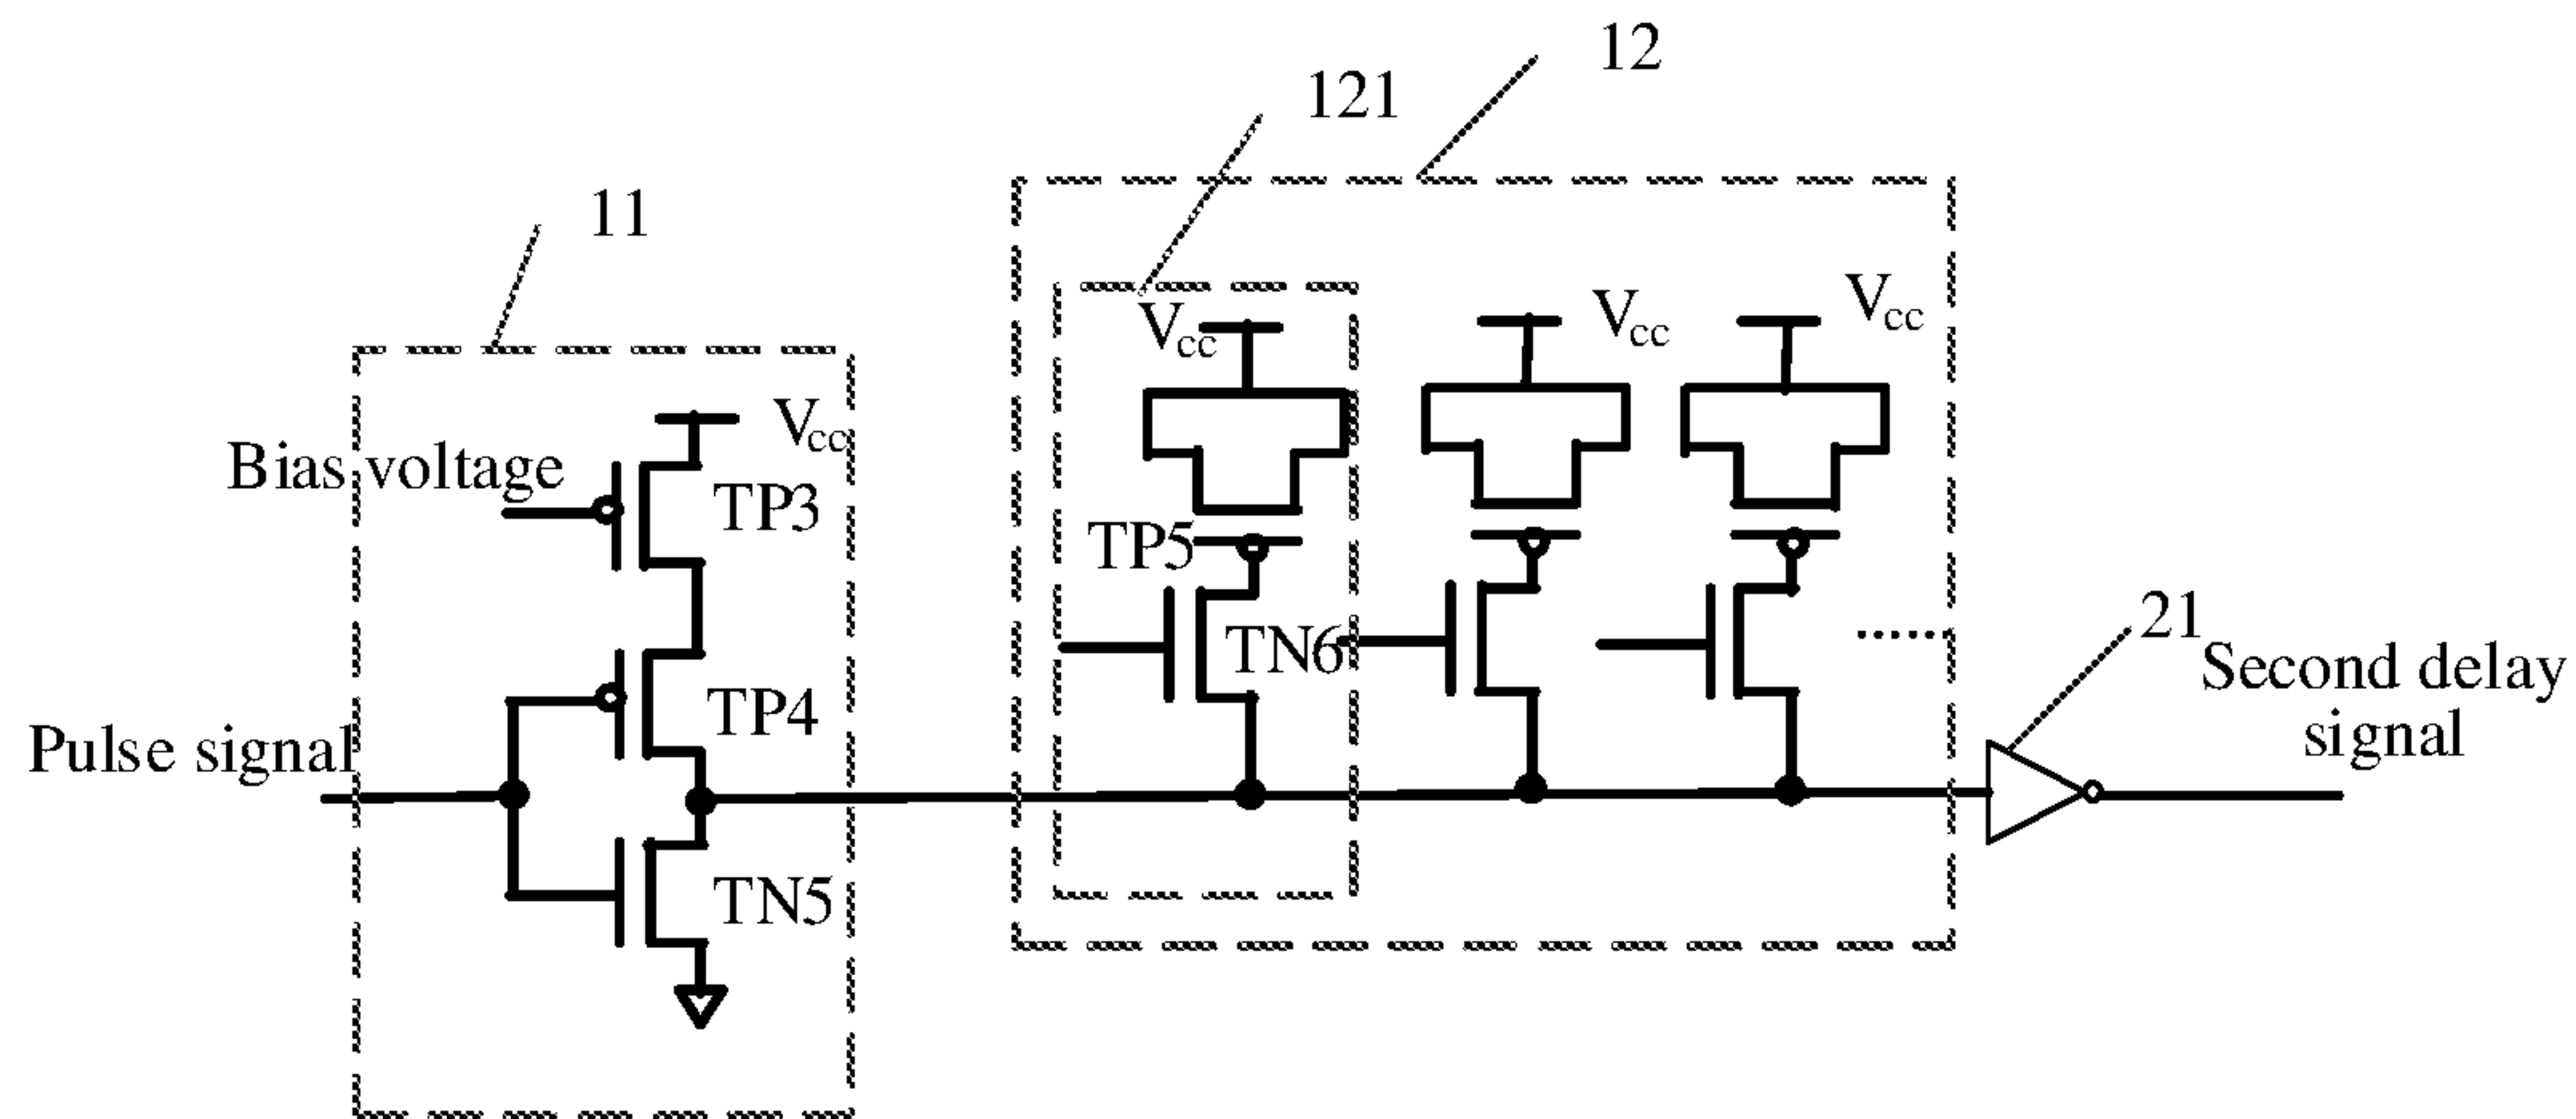 12
121
11
Vcc
Vcc
Vcc
Vcc
Bias voltage
TP3
TP5
TN6
21
Second delay
signal
TP4
Pulse signal
TN5